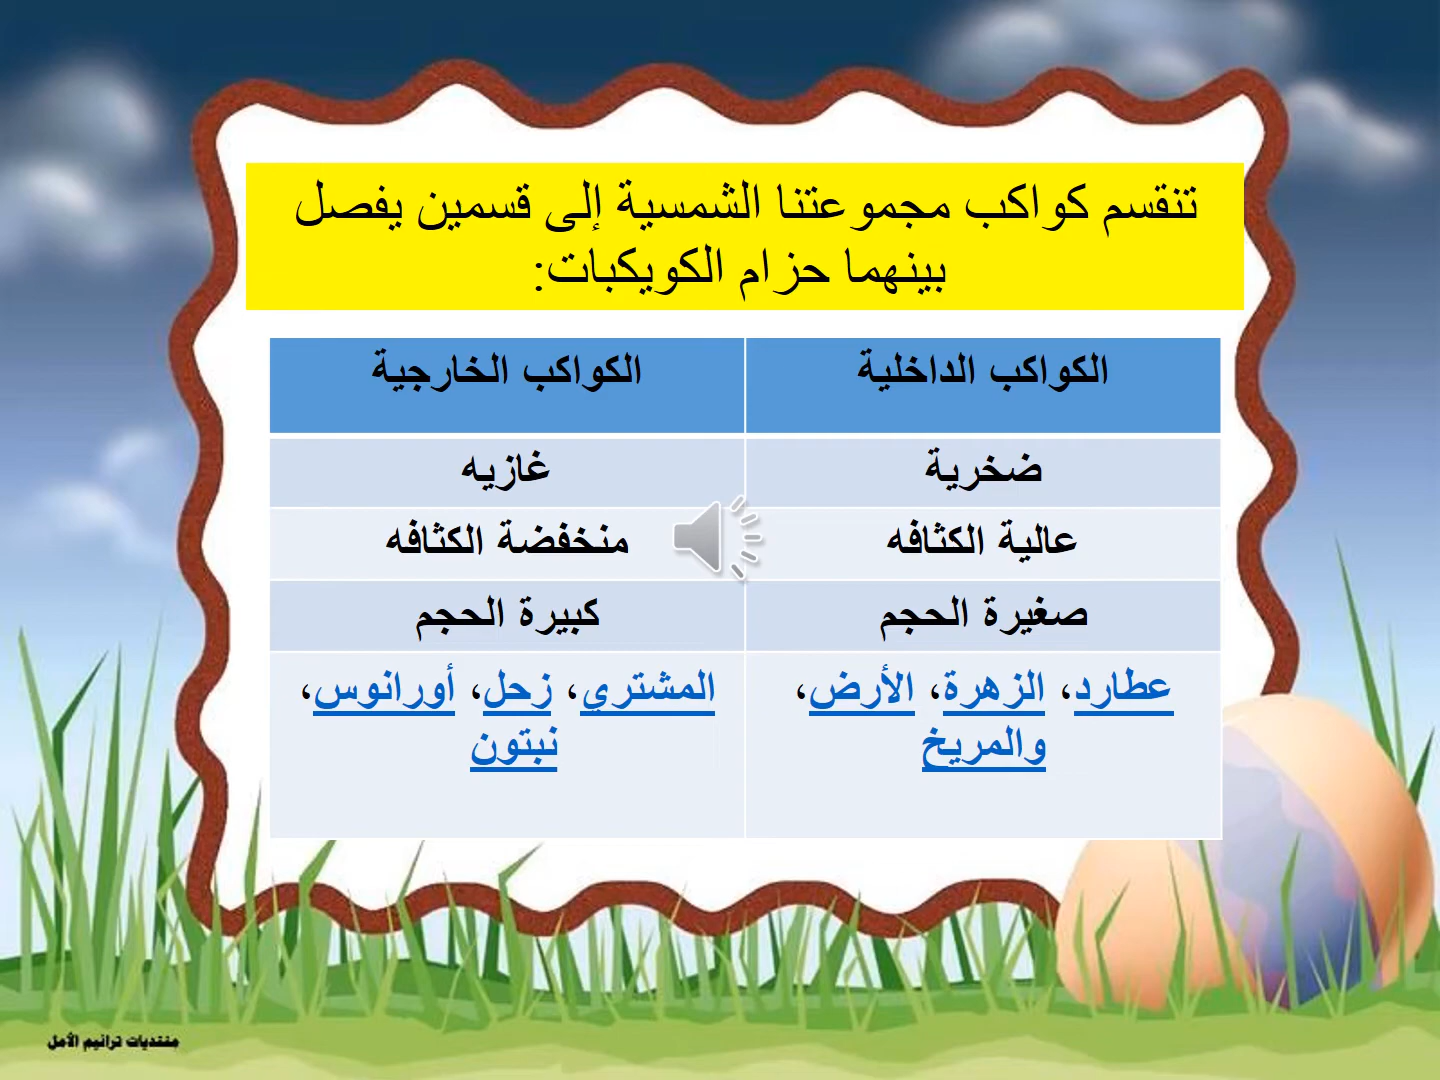 تنقسم كواكب مجموعتنا الشمسية إلى قسمين يفصل
بينهما حزام الكويكبات:
الكواكب الداخلية
الكواكب الخارجية
ضخرية
غازيه
عالية الكثافه
منخفضة الكثافه
صغيرة الحجم
كبيرة الحجم
عطارد، الزهرة، الأرض،
والمريخ
المشتري، زحل، أورانوس،
نبتون
منتديات ترانيم الأمل